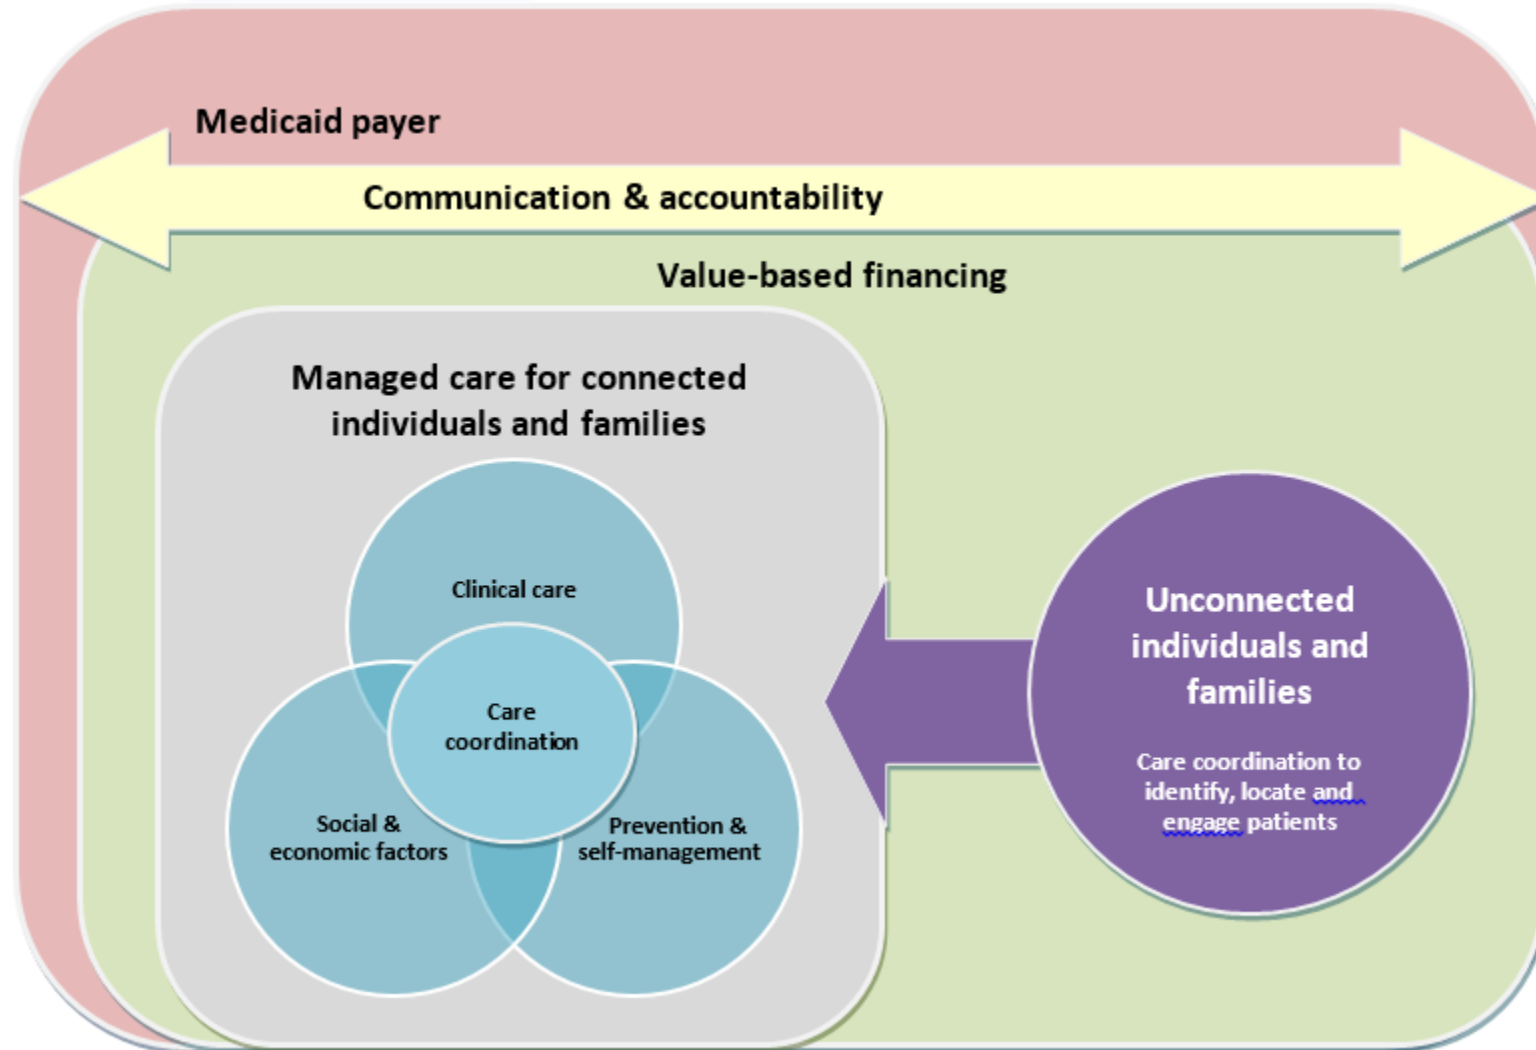 Medicaid payer
Communication & accountability
Value-based financing
Managed care for connected
individuals and families
Clinical care
Care
coordination
Social &
economic factors
Prevention &
self-management
Unconnected
individuals and
families
Care coordination to
identify, locate and
engage patients